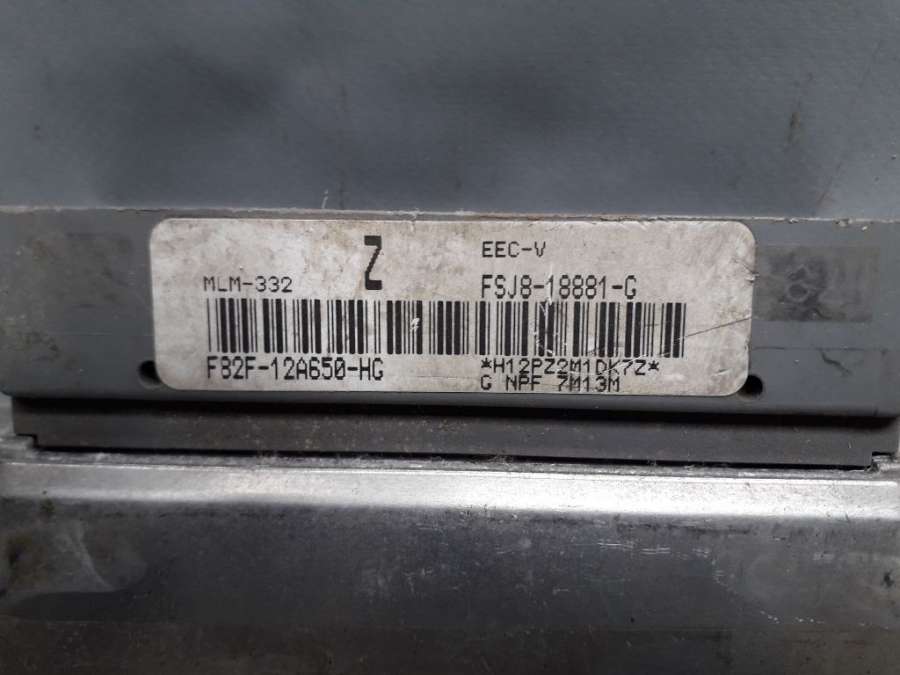 Z
EEC-V
MLM-332
FSJ8-18881-G
F82F-12A650-HG
*H12PZ2M1DK7Z*
G NPF 7M13M